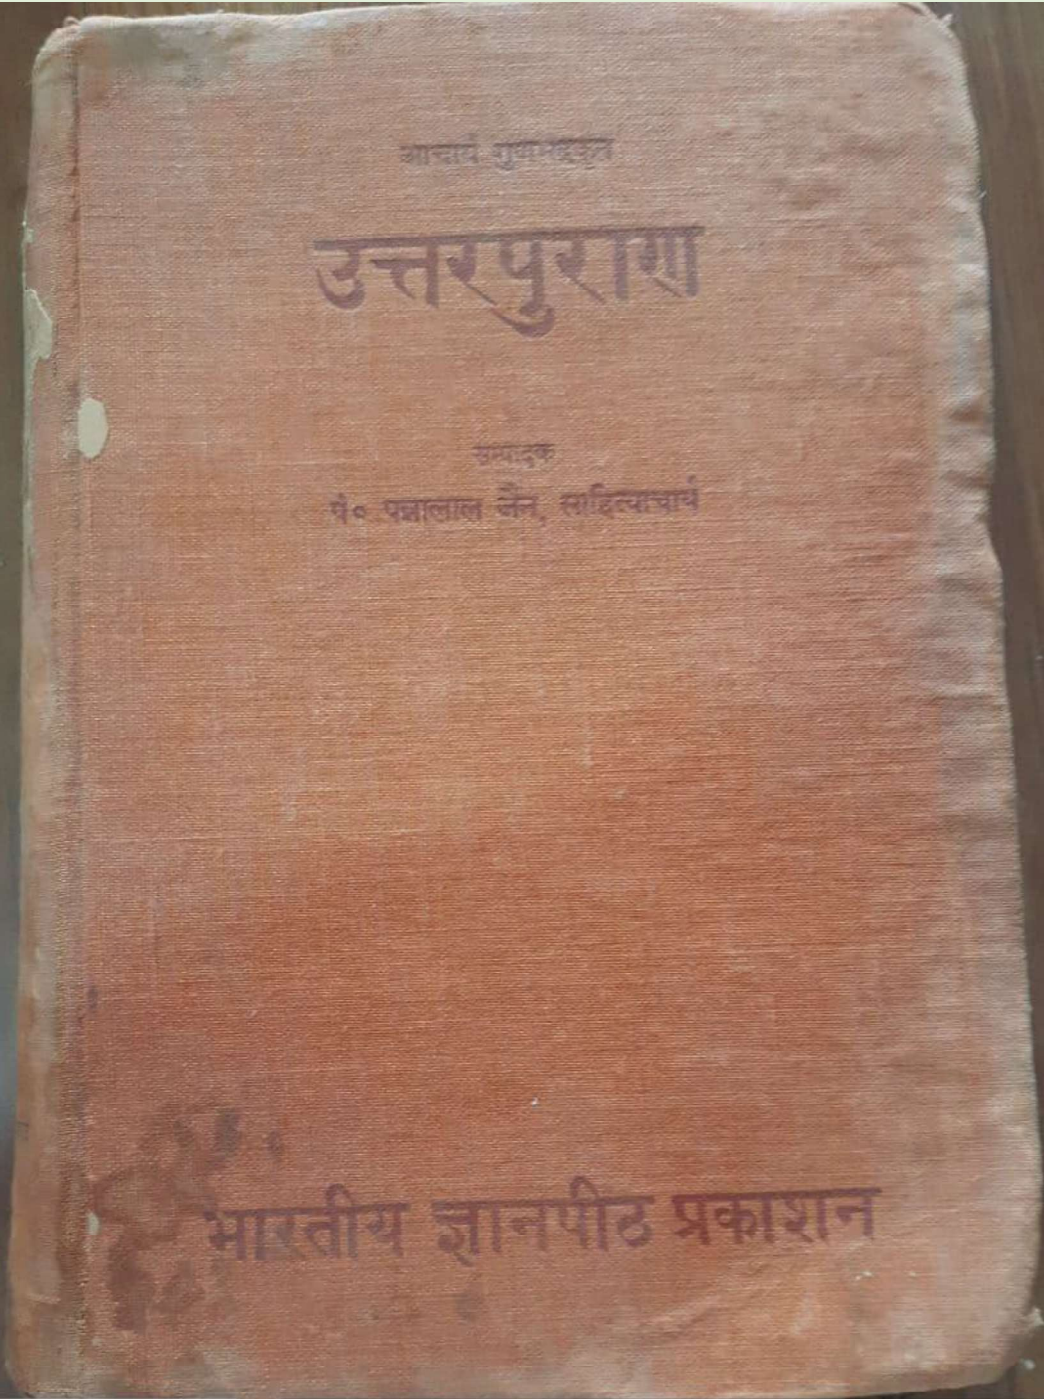 आचार्य गुणभद्रकृत
उत्तरपुराण
सम्पादक
पं० पन्नालाल जैन, साहित्याचार्य
भारतीय ज्ञानपीठ प्रकाशन